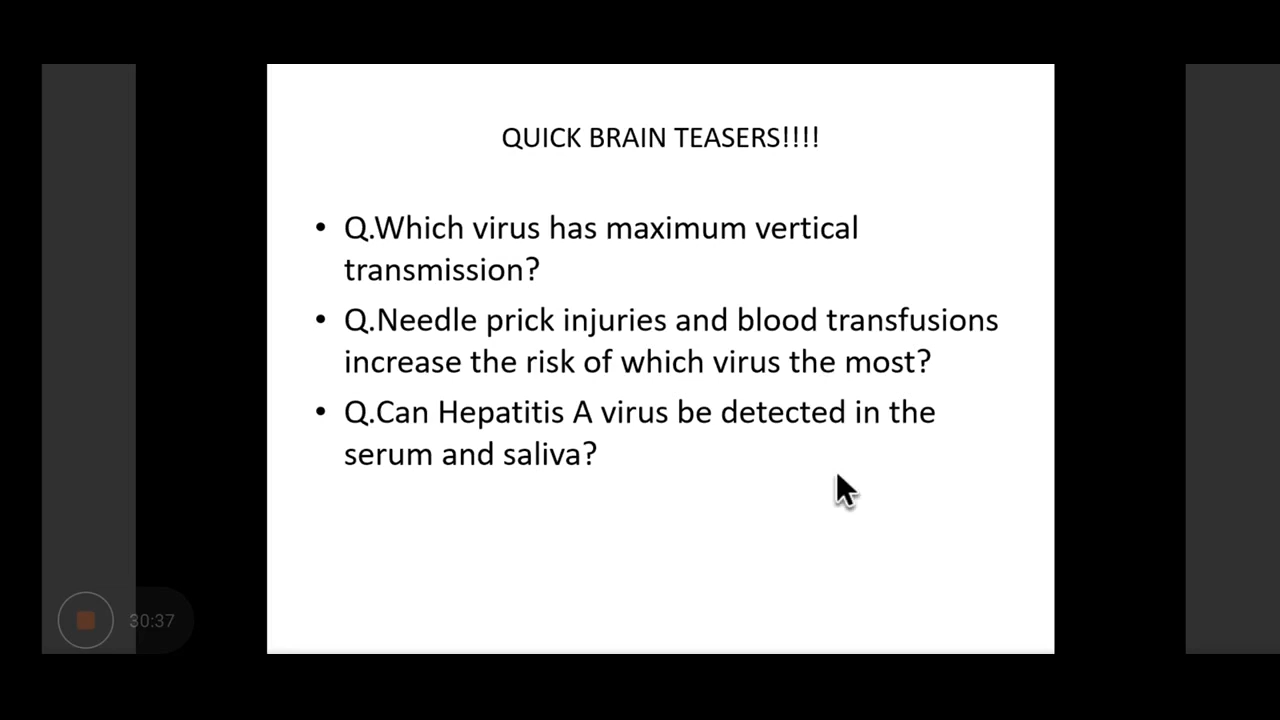 QUICK BRAIN TEASERS!!!!
• Q.Which virus has maximum vertical
transmission?
• Q.Needle prick injuries and blood transfusions
increase the risk of which virus the most?
• Q.Can Hepatitis A virus be detected in the
serum and saliva?
30:37